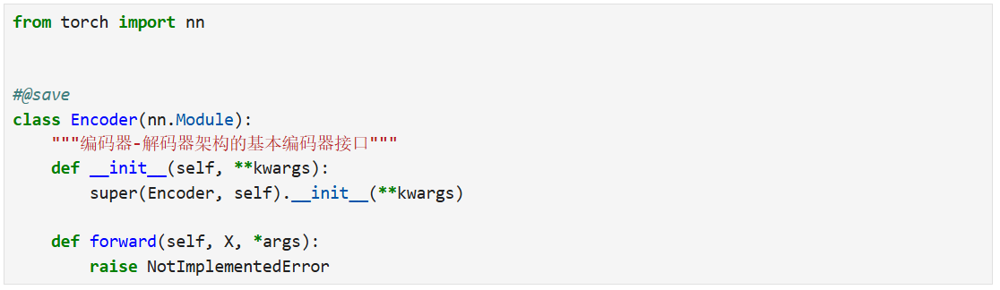 from torch import nn
#@save
class Encoder(nn.Module):
    """编码器-解码器架构的基本编码器接口"""
    def __init__(self, **kwargs):
        super(Encoder, self).__init__(**kwargs)
    def forward(self, X, *args):
        raise NotImplementedError